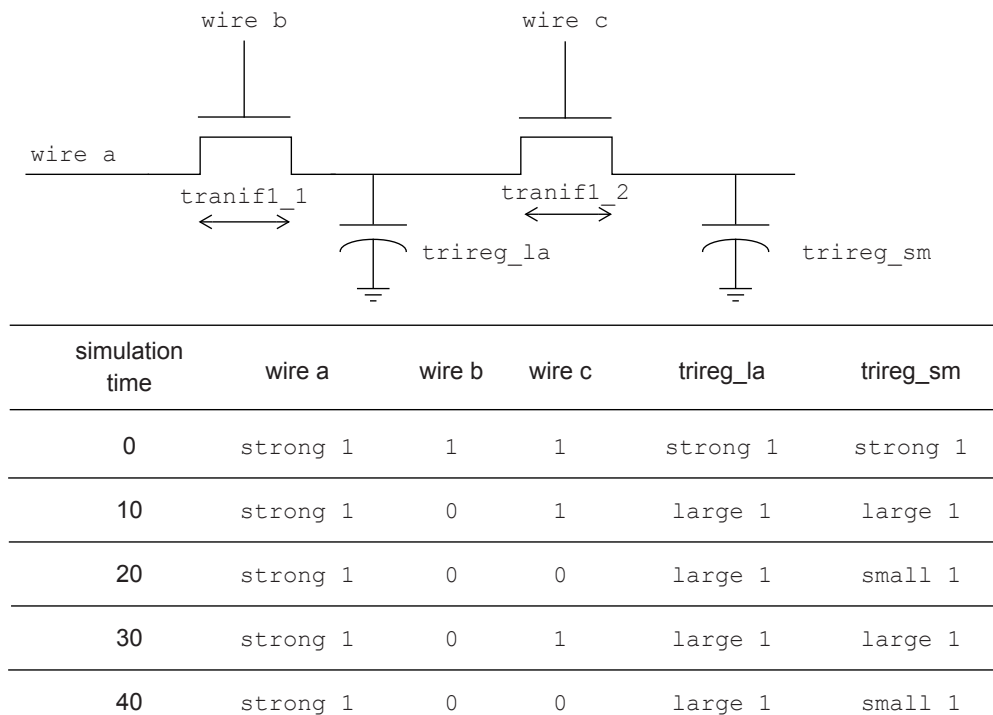 wire b wire c
wire a
tranif1_1 tranif1_2
trireg_la trireg_sm
simulation time wire a wire b wire c trireg_la trireg_sm
0 strong 1 1 1 strong 1 strong 1
10 strong 1 0 1 large 1 large 1
20 strong 1 0 0 large 1 small 1
30 strong 1 0 1 large 1 large 1
40 strong 1 0 0 large 1 small 1